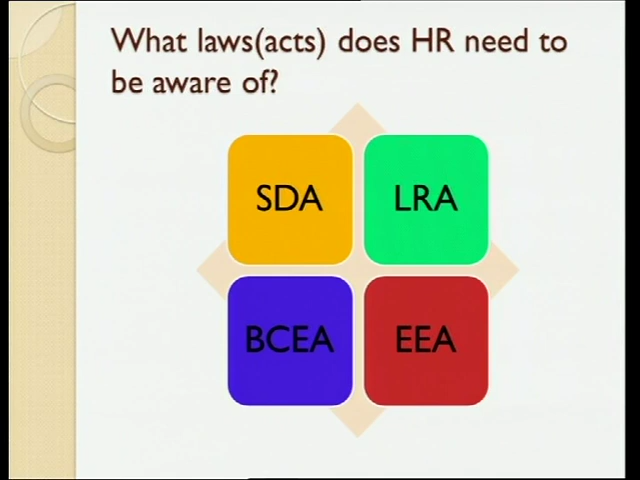 What laws(acts) does HR need to
be aware of?
SDA
LRA
BCEA
EEA